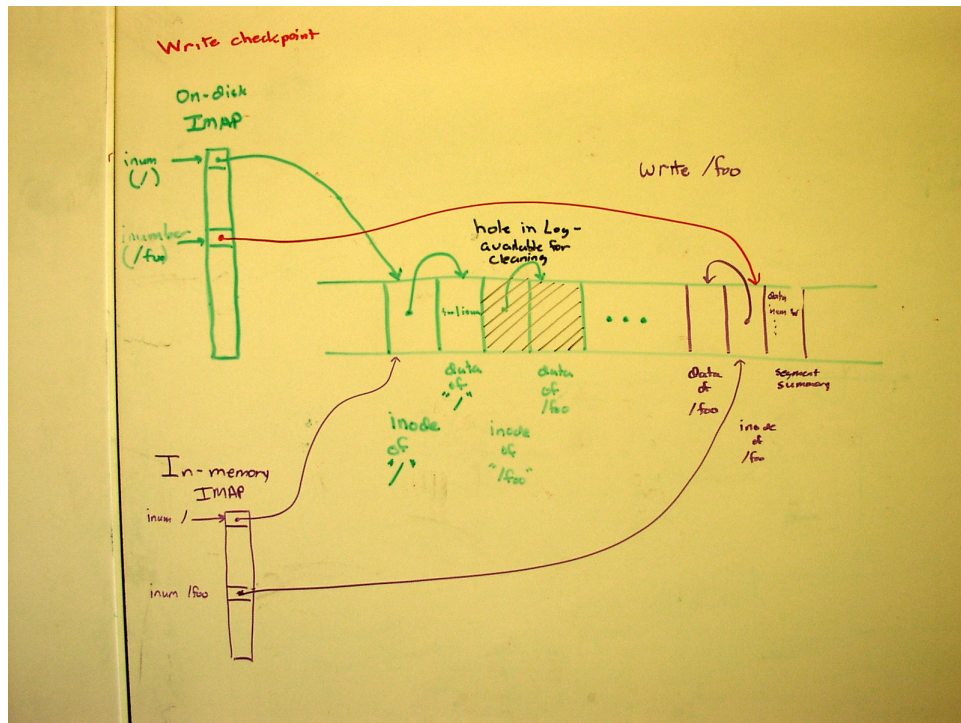 Write checkpoint
On-disk
IMAP
inum
(/)
inumber
(/foo)
Write /foo
hole in Log-
available for
cleaning
data
inum
data
of
"/"
data
of
/foo
inode
of
"/"
inode
of
"/foo"
data
of
/foo
segment
summary
inode
of
/foo
In-memory
IMAP
inum /
inum /foo